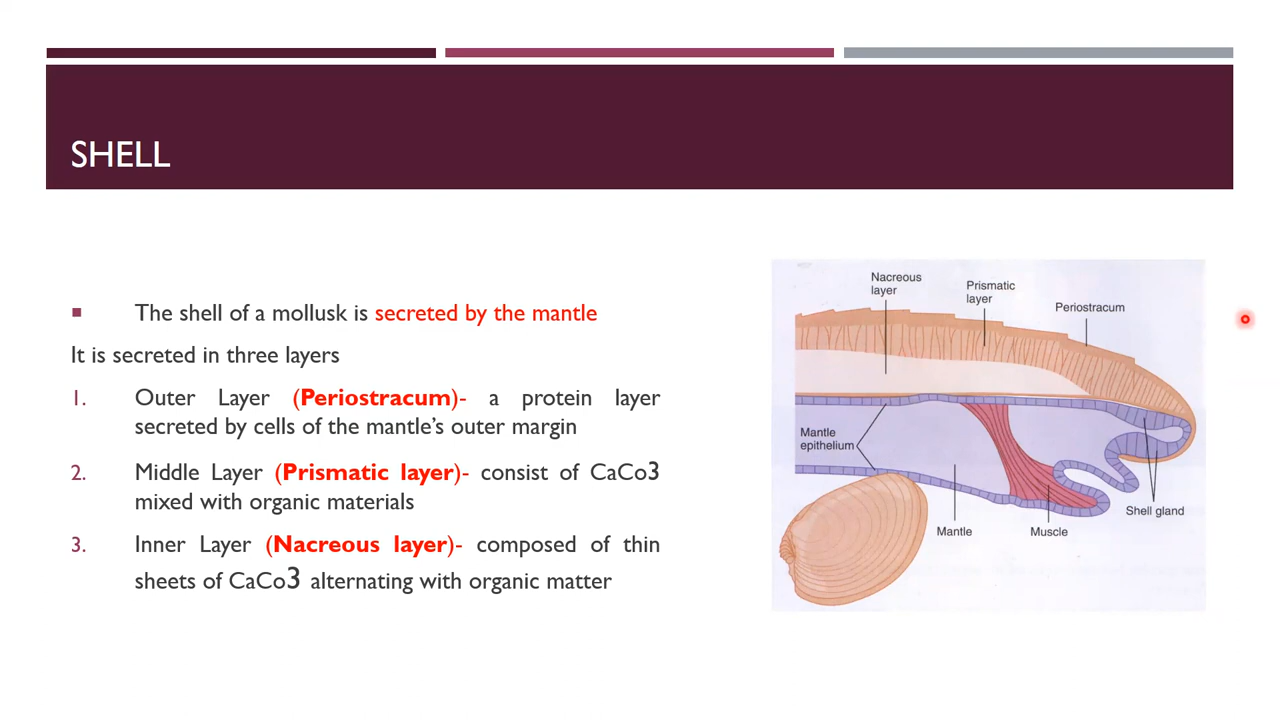 SHELL
▪ The shell of a mollusk is secreted by the mantle
It is secreted in three layers
1. Outer Layer (Periostracum)- a protein layer
secreted by cells of the mantle’s outer margin
2. Middle Layer (Prismatic layer)- consist of CaCo3
mixed with organic materials
3. Inner Layer (Nacreous layer)- composed of thin
sheets of CaCo3 alternating with organic matter
Nacreous
layer
Prismatic
layer
Periostracum
Mantle
epithelium
Mantle
Muscle
Shell gland